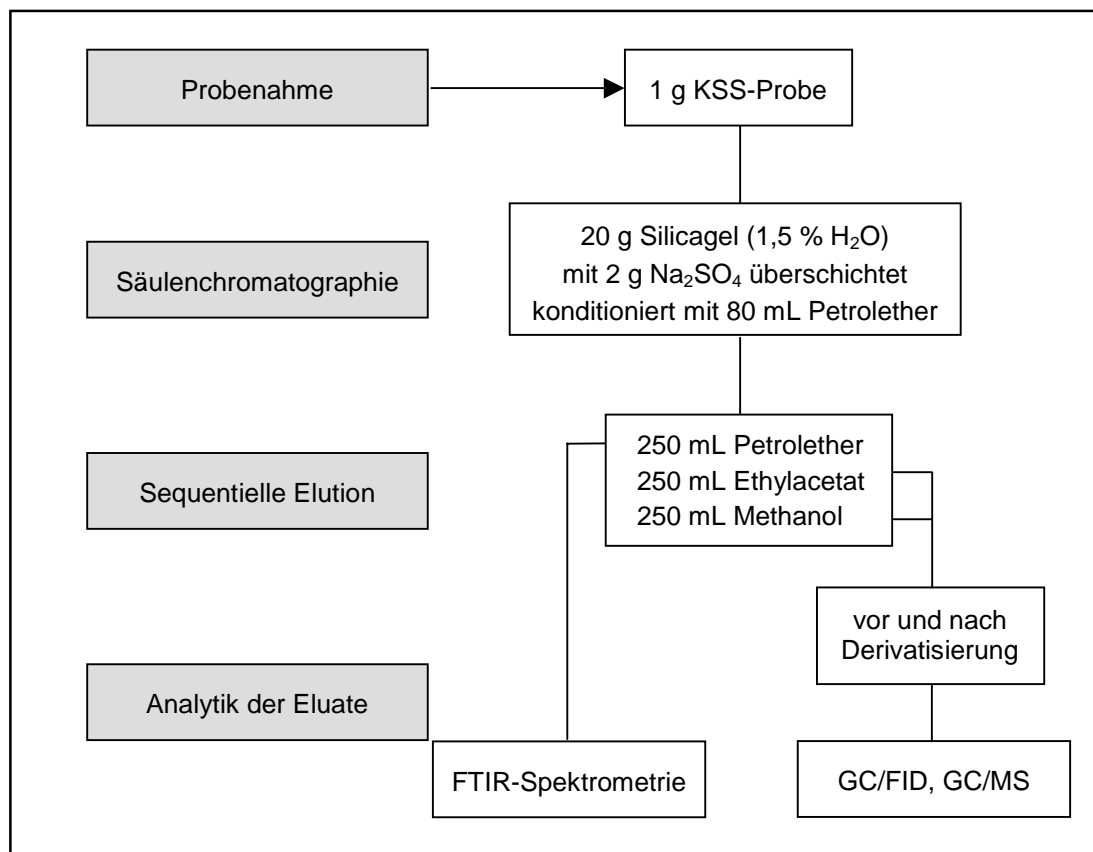 Probenahme
1 g KSS-Probe
Säulenchromatographie
20 g Silicagel (1,5 % H₂O)
mit 2 g Na₂SO₄ überschichtet
konditioniert mit 80 mL Petrolether
Sequentielle Elution
250 mL Petrolether
250 mL Ethylacetat
250 mL Methanol
vor und nach
Derivatisierung
Analytik der Eluate
FTIR-Spektrometrie
GC/FID, GC/MS